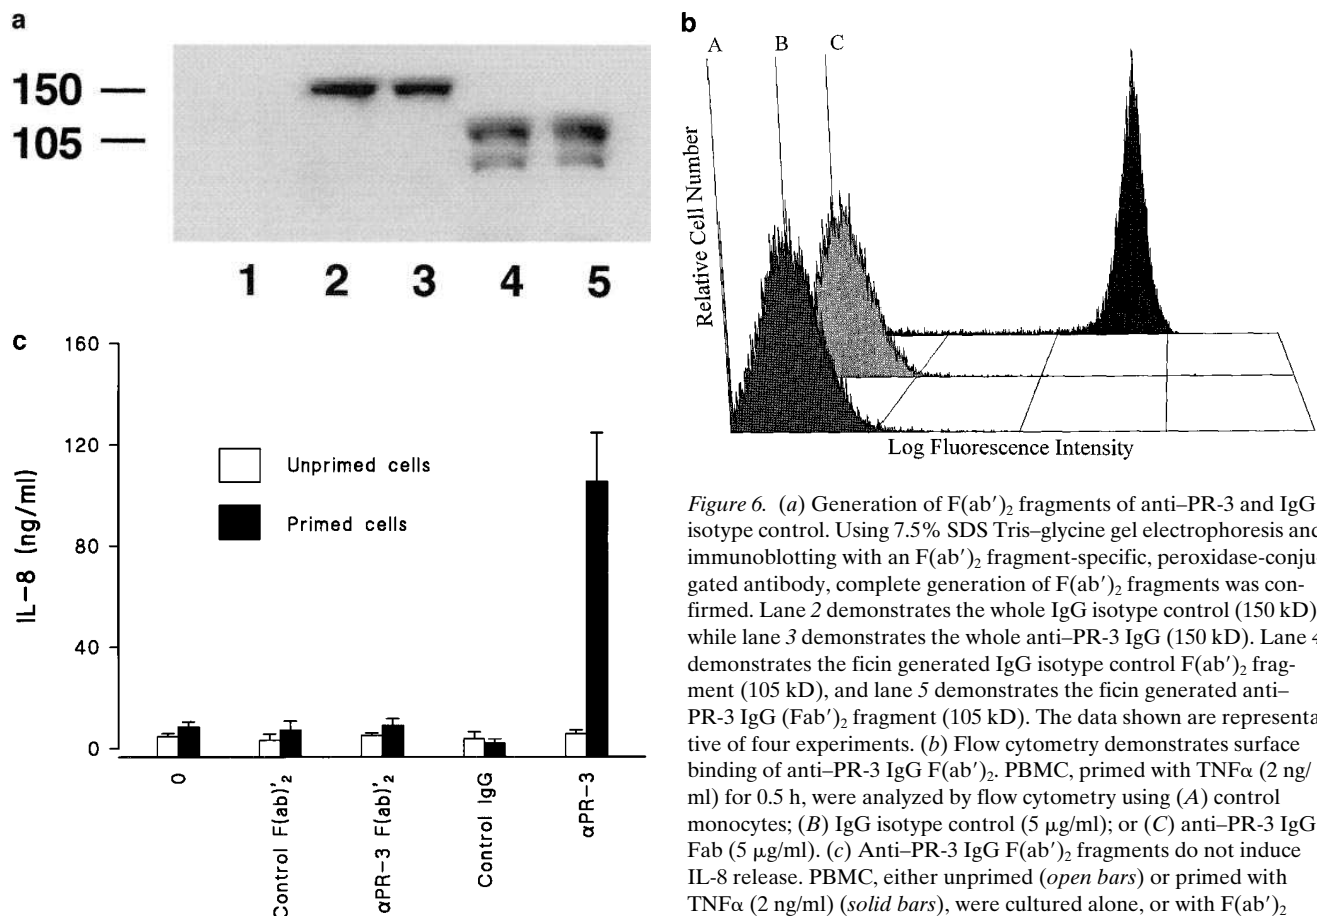 a
150
105
1 2 3 4 5
b
A B C
Relative Cell Number
Log Fluorescence Intensity
c
160
120
80
40
0
IL-8 (ng/ml)
Unprimed cells
Primed cells
0
Control F(ab)'₂
αPR-3 F(ab)'₂
Control IgG
αPR-3
Figure 6. (a) Generation of F(ab′)₂ fragments of anti–PR-3 and IgG
isotype control. Using 7.5% SDS Tris–glycine gel electrophoresis and
immunoblotting with an F(ab′)₂ fragment-specific, peroxidase-conju-
gated antibody, complete generation of F(ab′)₂ fragments was con-
firmed. Lane 2 demonstrates the whole IgG isotype control (150 kD)
while lane 3 demonstrates the whole anti–PR-3 IgG (150 kD). Lane 4
demonstrates the ficin generated IgG isotype control F(ab′)₂ frag-
ment (105 kD), and lane 5 demonstrates the ficin generated anti–
PR-3 IgG (Fab′)₂ fragment (105 kD). The data shown are representa
tive of four experiments. (b) Flow cytometry demonstrates surface
binding of anti–PR-3 IgG F(ab′)₂. PBMC, primed with TNFα (2 ng/
ml) for 0.5 h, were analyzed by flow cytometry using (A) control
monocytes; (B) IgG isotype control (5 μg/ml); or (C) anti–PR-3 IgG
Fab (5 μg/ml). (c) Anti–PR-3 IgG F(ab′)₂ fragments do not induce
IL-8 release. PBMC, either unprimed (open bars) or primed with
TNFα (2 ng/ml) (solid bars), were cultured alone, or with F(ab′)₂